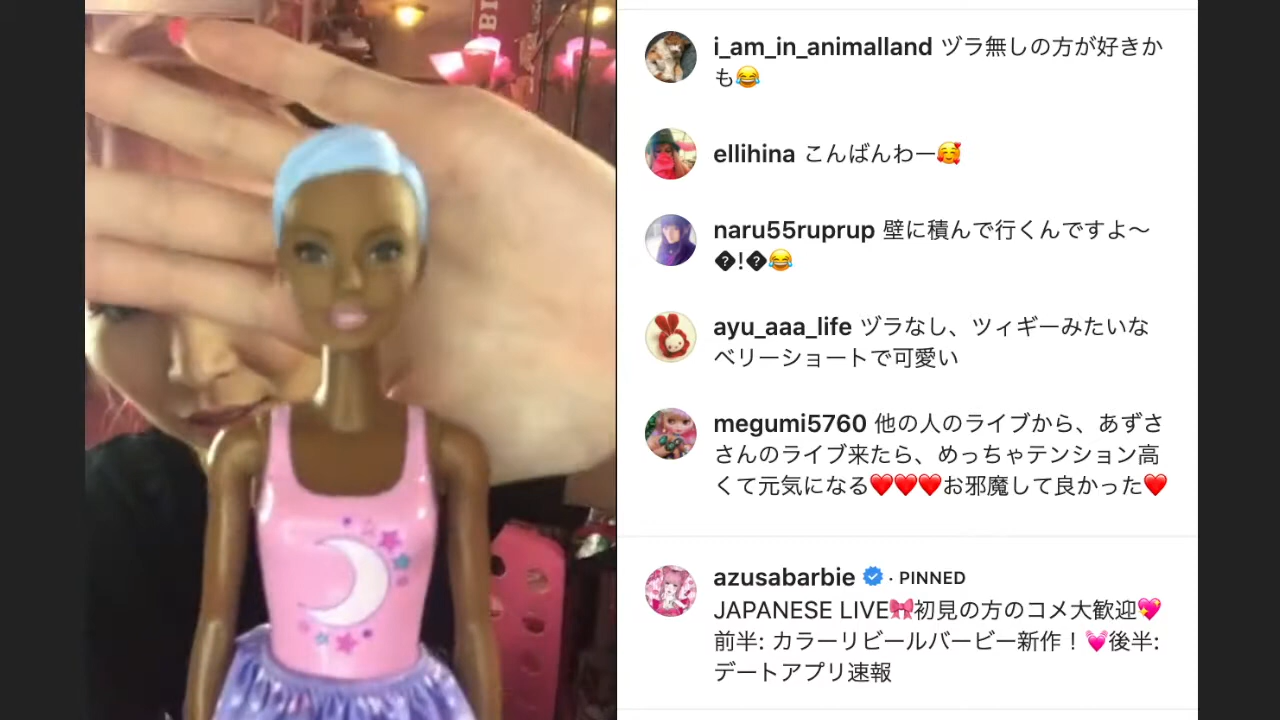 i_am_in_animalland ヅラ無しの方が好きか
も😂
ellihina こんばんわー🥰
naru55ruprup 壁に積んで行くんですよ〜
�!�😂
ayu_aaa_life ヅラなし、ツィギーみたいな
ベリーショートで可愛い
megumi5760 他の人のライブから、あずさ
さんのライブ来たら、めっちゃテンション高
くて元気になる❤️❤️❤️お邪魔して良かった❤️
azusabarbie · PINNED
JAPANESE LIVE🎀初見の方のコメ大歓迎💖
前半: カラーリビールバービー新作！💓後半:
デートアプリ速報